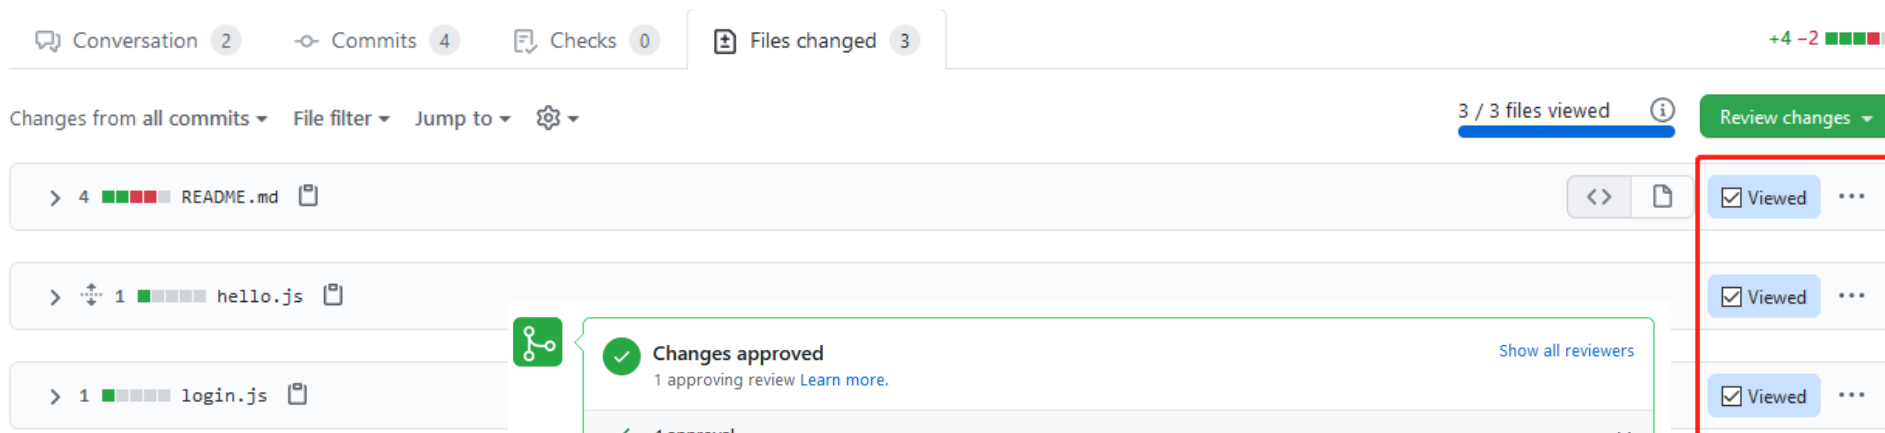 Conversation 2 Commits 4 Checks 0 Files changed 3 +4 −2
Changes from all commits File filter Jump to 3 / 3 files viewed Review changes
4 README.md Viewed
1 hello.js Viewed
Changes approved Show all reviewers
1 approving review Learn more.
1 login.js Viewed
approval